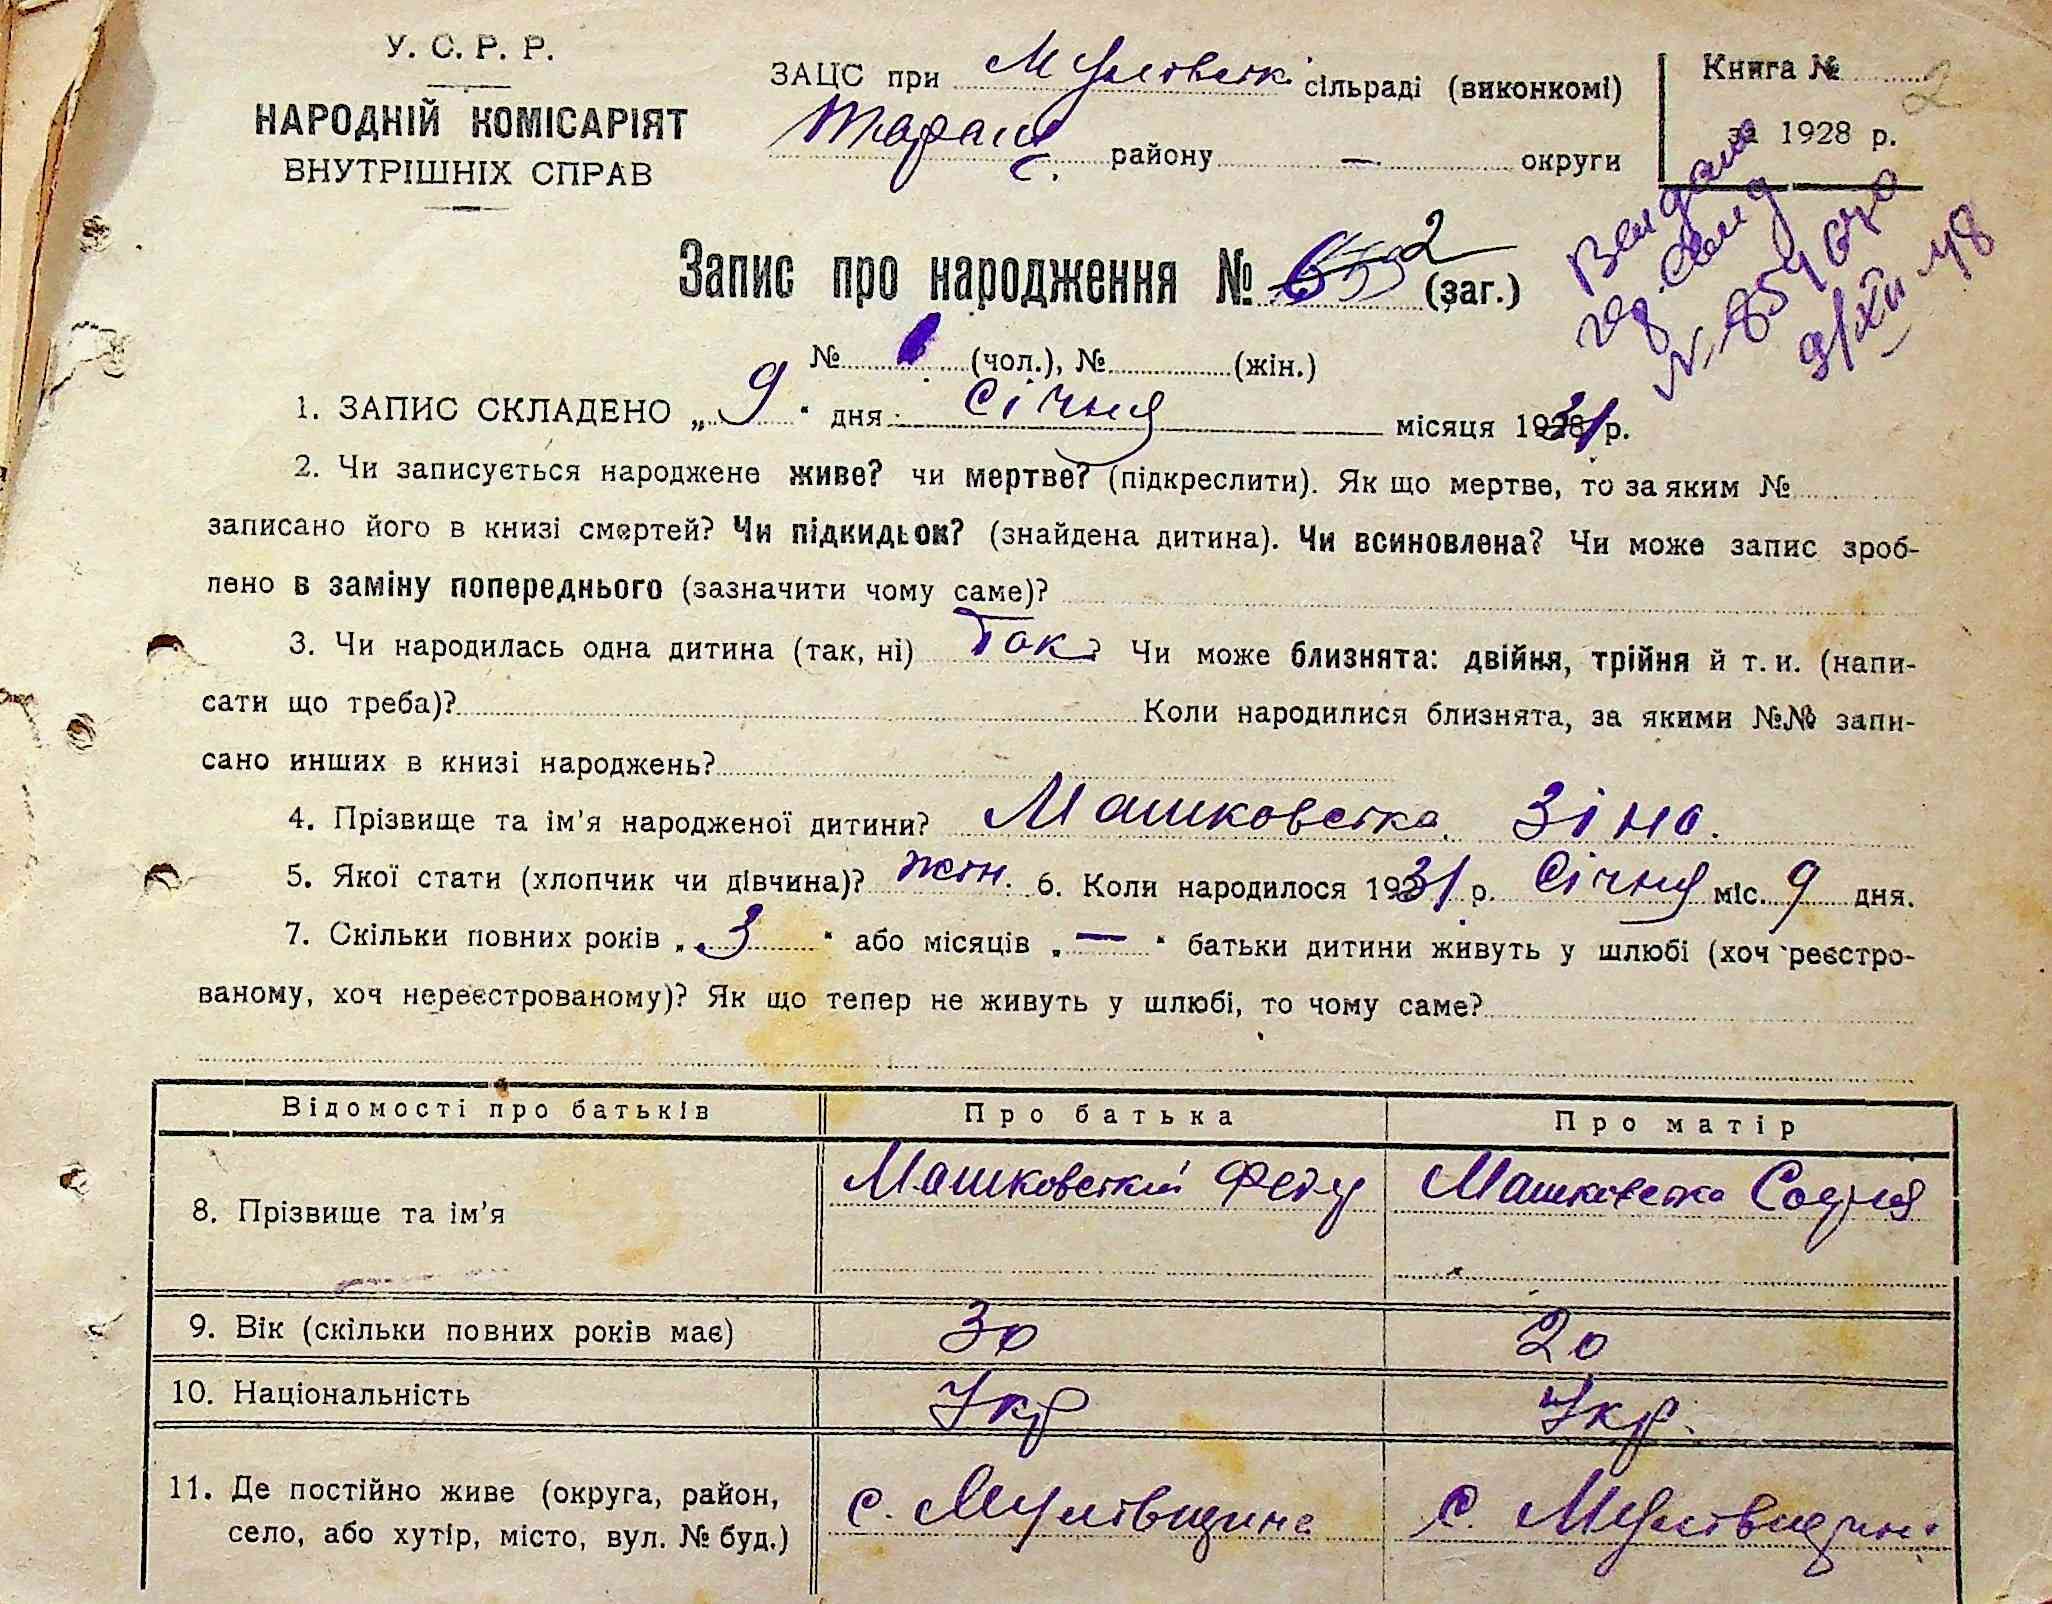 У. С. Р. Р.
НАРОДНІЙ КОМІСАРІЯТ
ВНУТРІШНІХ СПРАВ
ЗАЦС при сільраді (виконкомі)
Таращ. району — округи
Книга № 2
за 1928 р.
Запис про народження № 2 (заг.)
№ (чол.), № (жін.)
9/XII 48
1. ЗАПИС СКЛАДЕНО „ 9 “ дня Січня місяця 1931 р.
2. Чи записується народжене живе? чи мертве? (підкреслити). Як що мертве, то за яким №
записано його в книзі смертей? Чи підкидьок? (знайдена дитина). Чи всиновлена? Чи може запис зроб-
лено в заміну попереднього (зазначити чому саме)?
3. Чи народилась одна дитина (так, ні) Так? Чи може близнята: двійня, трійня й т. и. (напи-
сати що треба)? Коли народилися близнята, за якими №№ запи-
сано инших в книзі народжень?
4. Прізвище та ім'я народженої дитини? Машковська Зіна.
5. Якої стати (хлопчик чи дівчина)? жін. 6. Коли народилося 1931 р. Січня міс. 9 дня.
7. Скільки повних років „ 3 “ або місяців „ — “ батьки дитини живуть у шлюбі (хоч реєстро-
ваному, хоч нереєстрованому)? Як що тепер не живуть у шлюбі, то чому саме?
Відомості про батьків Про батька Про матір
8. Прізвище та ім'я Машковський Машковська Софія
9. Вік (скільки повних років має) 30 20
10. Національність Укр Укр.
11. Де постійно живе (округа, район,
село, або хутір, місто, вул. № буд.) с. с.